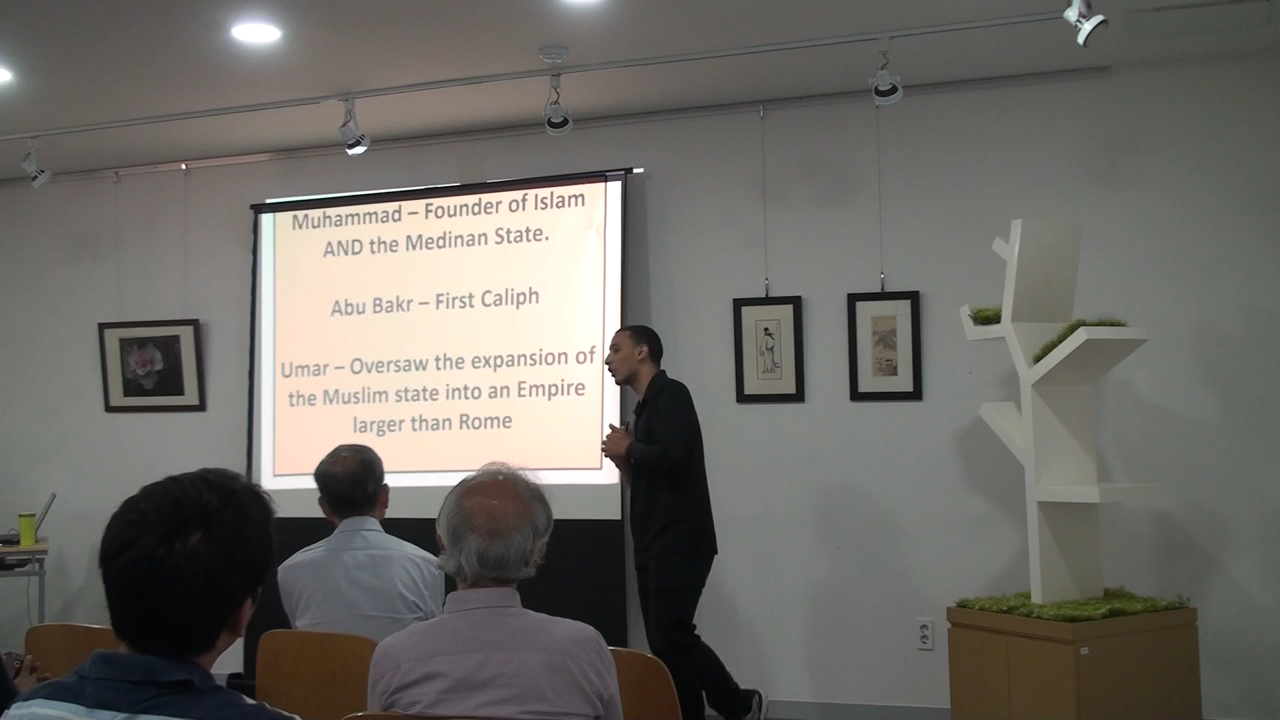 Muhammad – Founder of Islam
AND the Medinan State.
Abu Bakr – First Caliph
Umar – Oversaw the expansion of
the Muslim state into an Empire
larger than Rome